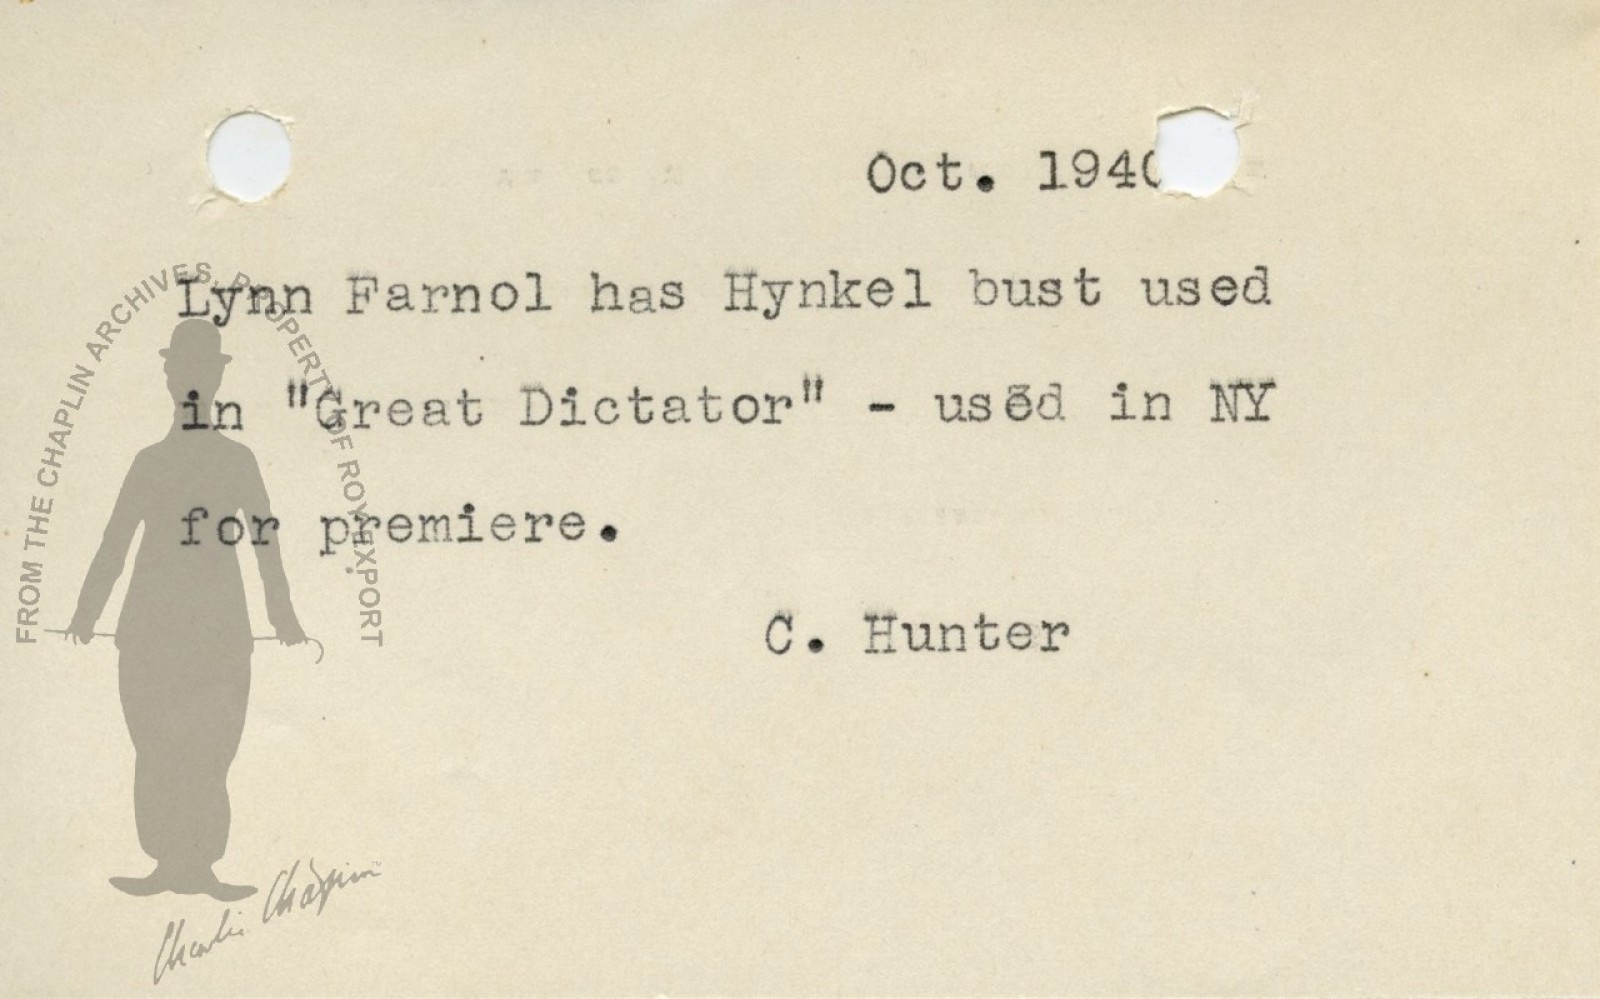 Oct. 1940
Lynn Farnol has Hynkel bust used
in "Great Dictator" - used in NY
for premiere.
C. Hunter
FROM THE CHAPLIN ARCHIVES, PROPERTY OF ROY EXPORT
Charlie Chaplin